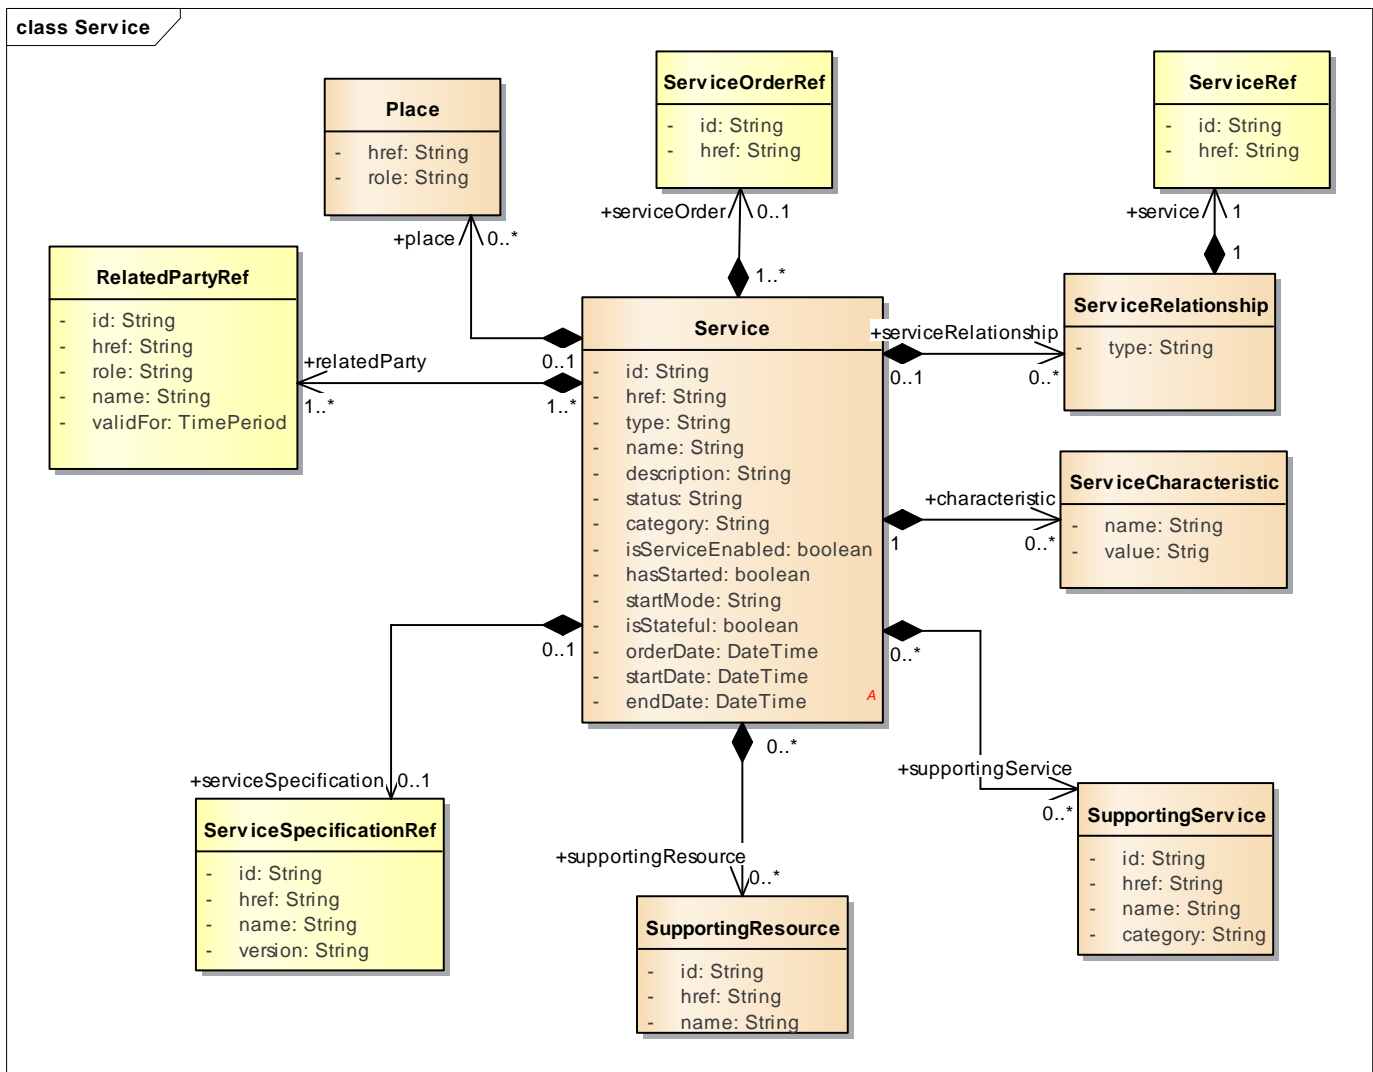 class Service
Place
- href: String
- role: String
+place
0..*
ServiceOrderRef
- id: String
- href: String
+serviceOrder
0..1
1..*
ServiceRef
- id: String
- href: String
+service
1
1
RelatedPartyRef
- id: String
- href: String
- role: String
- name: String
- validFor: TimePeriod
+relatedParty
1..*
0..1
1..*
Service
- id: String
- href: String
- type: String
- name: String
- description: String
- status: String
- category: String
- isServiceEnabled: boolean
- hasStarted: boolean
- startMode: String
- isStateful: boolean
- orderDate: DateTime
- startDate: DateTime
- endDate: DateTime
A
+serviceRelationship
0..1
0..*
ServiceRelationship
- type: String
+characteristic
1
0..*
ServiceCharacteristic
- name: String
- value: Strig
0..1
+serviceSpecification
0..1
ServiceSpecificationRef
- id: String
- href: String
- name: String
- version: String
0..*
+supportingResource
0..*
SupportingResource
- id: String
- href: String
- name: String
0..*
+supportingService
0..*
SupportingService
- id: String
- href: String
- name: String
- category: String